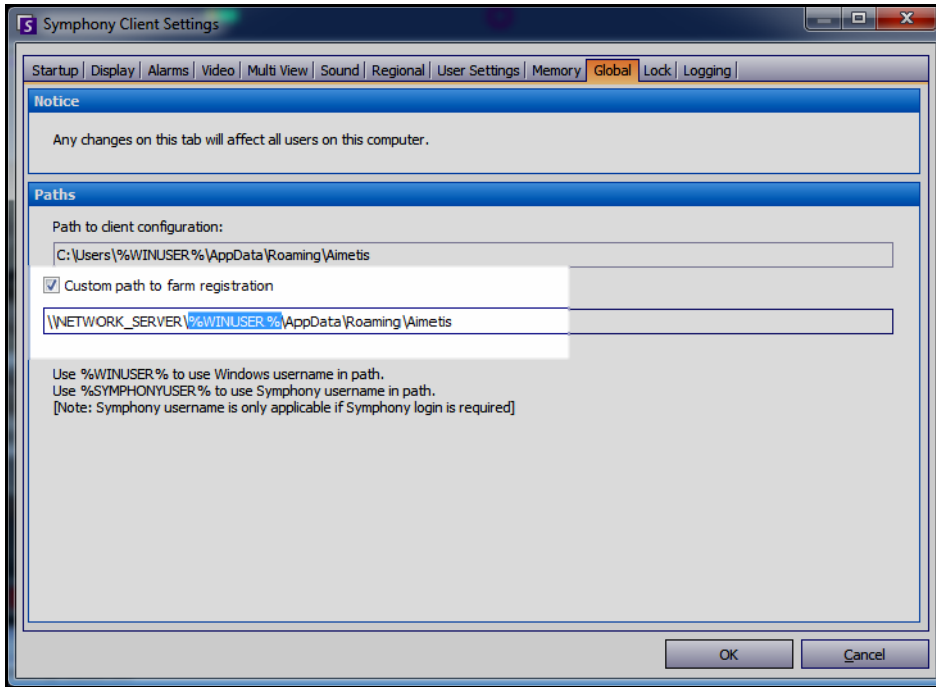 Symphony Client Settings
Startup Display Alarms Video Multi View Sound Regional User Settings Memory Global Lock Logging
Notice
Any changes on this tab will affect all users on this computer.
Paths
Path to client configuration:
C:\Users\%WINUSER%\AppData\Roaming\Aimetis
Custom path to farm registration
\\NETWORK_SERVER\%WINUSER%\AppData\Roaming\Aimetis
Use %WINUSER% to use Windows username in path.
Use %SYMPHONYUSER% to use Symphony username in path.
[Note: Symphony username is only applicable if Symphony login is required]
OK Cancel